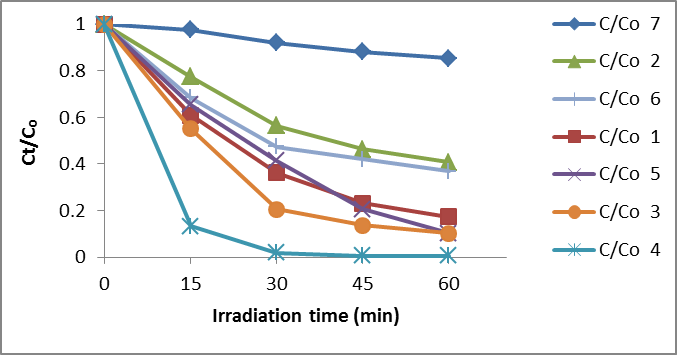 Ct/Co
1
0.8
0.6
0.4
0.2
0
0 15 30 45 60
Irradiation time (min)
C/Co 7
C/Co 2
C/Co 6
C/Co 1
C/Co 5
C/Co 3
C/Co 4